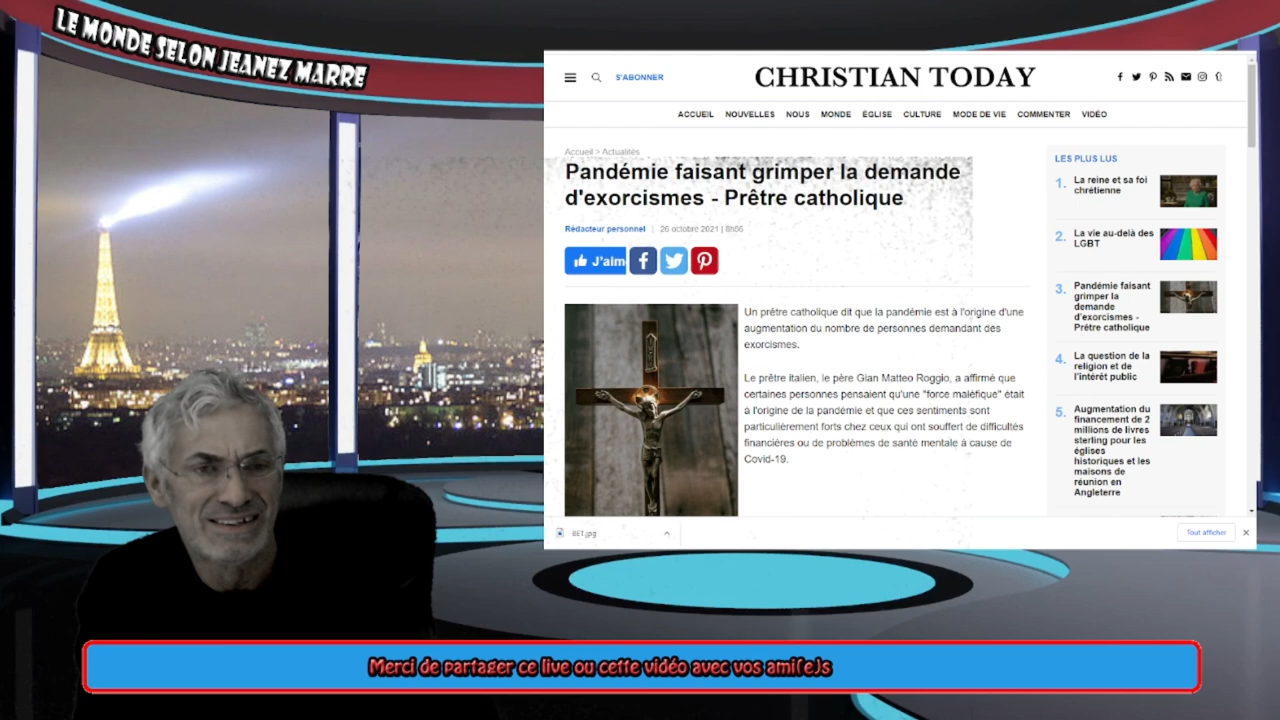 LE MONDE SELON JEANEZ MARRE
S'ABONNER
CHRISTIAN TODAY
ACCUEIL NOUVELLES NOUS MONDE ÉGLISE CULTURE MODE DE VIE COMMENTER VIDÉO
Accueil > Actualités
Pandémie faisant grimper la demande
d'exorcismes - Prêtre catholique
Rédacteur personnel | 26 octobre 2021 | 8h56
J'aim
Un prêtre catholique dit que la pandémie est à l'origine d'une
augmentation du nombre de personnes demandant des
exorcismes.
Le prêtre italien, le père Gian Matteo Roggio, a affirmé que
certaines personnes pensaient qu'une "force maléfique" était
à l'origine de la pandémie et que ces sentiments sont
particulièrement forts chez ceux qui ont souffert de difficultés
financières ou de problèmes de santé mentale à cause de
Covid-19.
LES PLUS LUS
1. La reine et sa foi
chrétienne
2. La vie au-delà des
LGBT
3. Pandémie faisant
grimper la
demande
d'exorcismes -
Prêtre catholique
4. La question de la
religion et de
l'intérêt public
5. Augmentation du
financement de 2
millions de livres
sterling pour les
églises
historiques et les
maisons de
réunion en
Angleterre
BET.jpg
Tout afficher
Merci de partager ce live ou cette vidéo avec vos ami(e)s